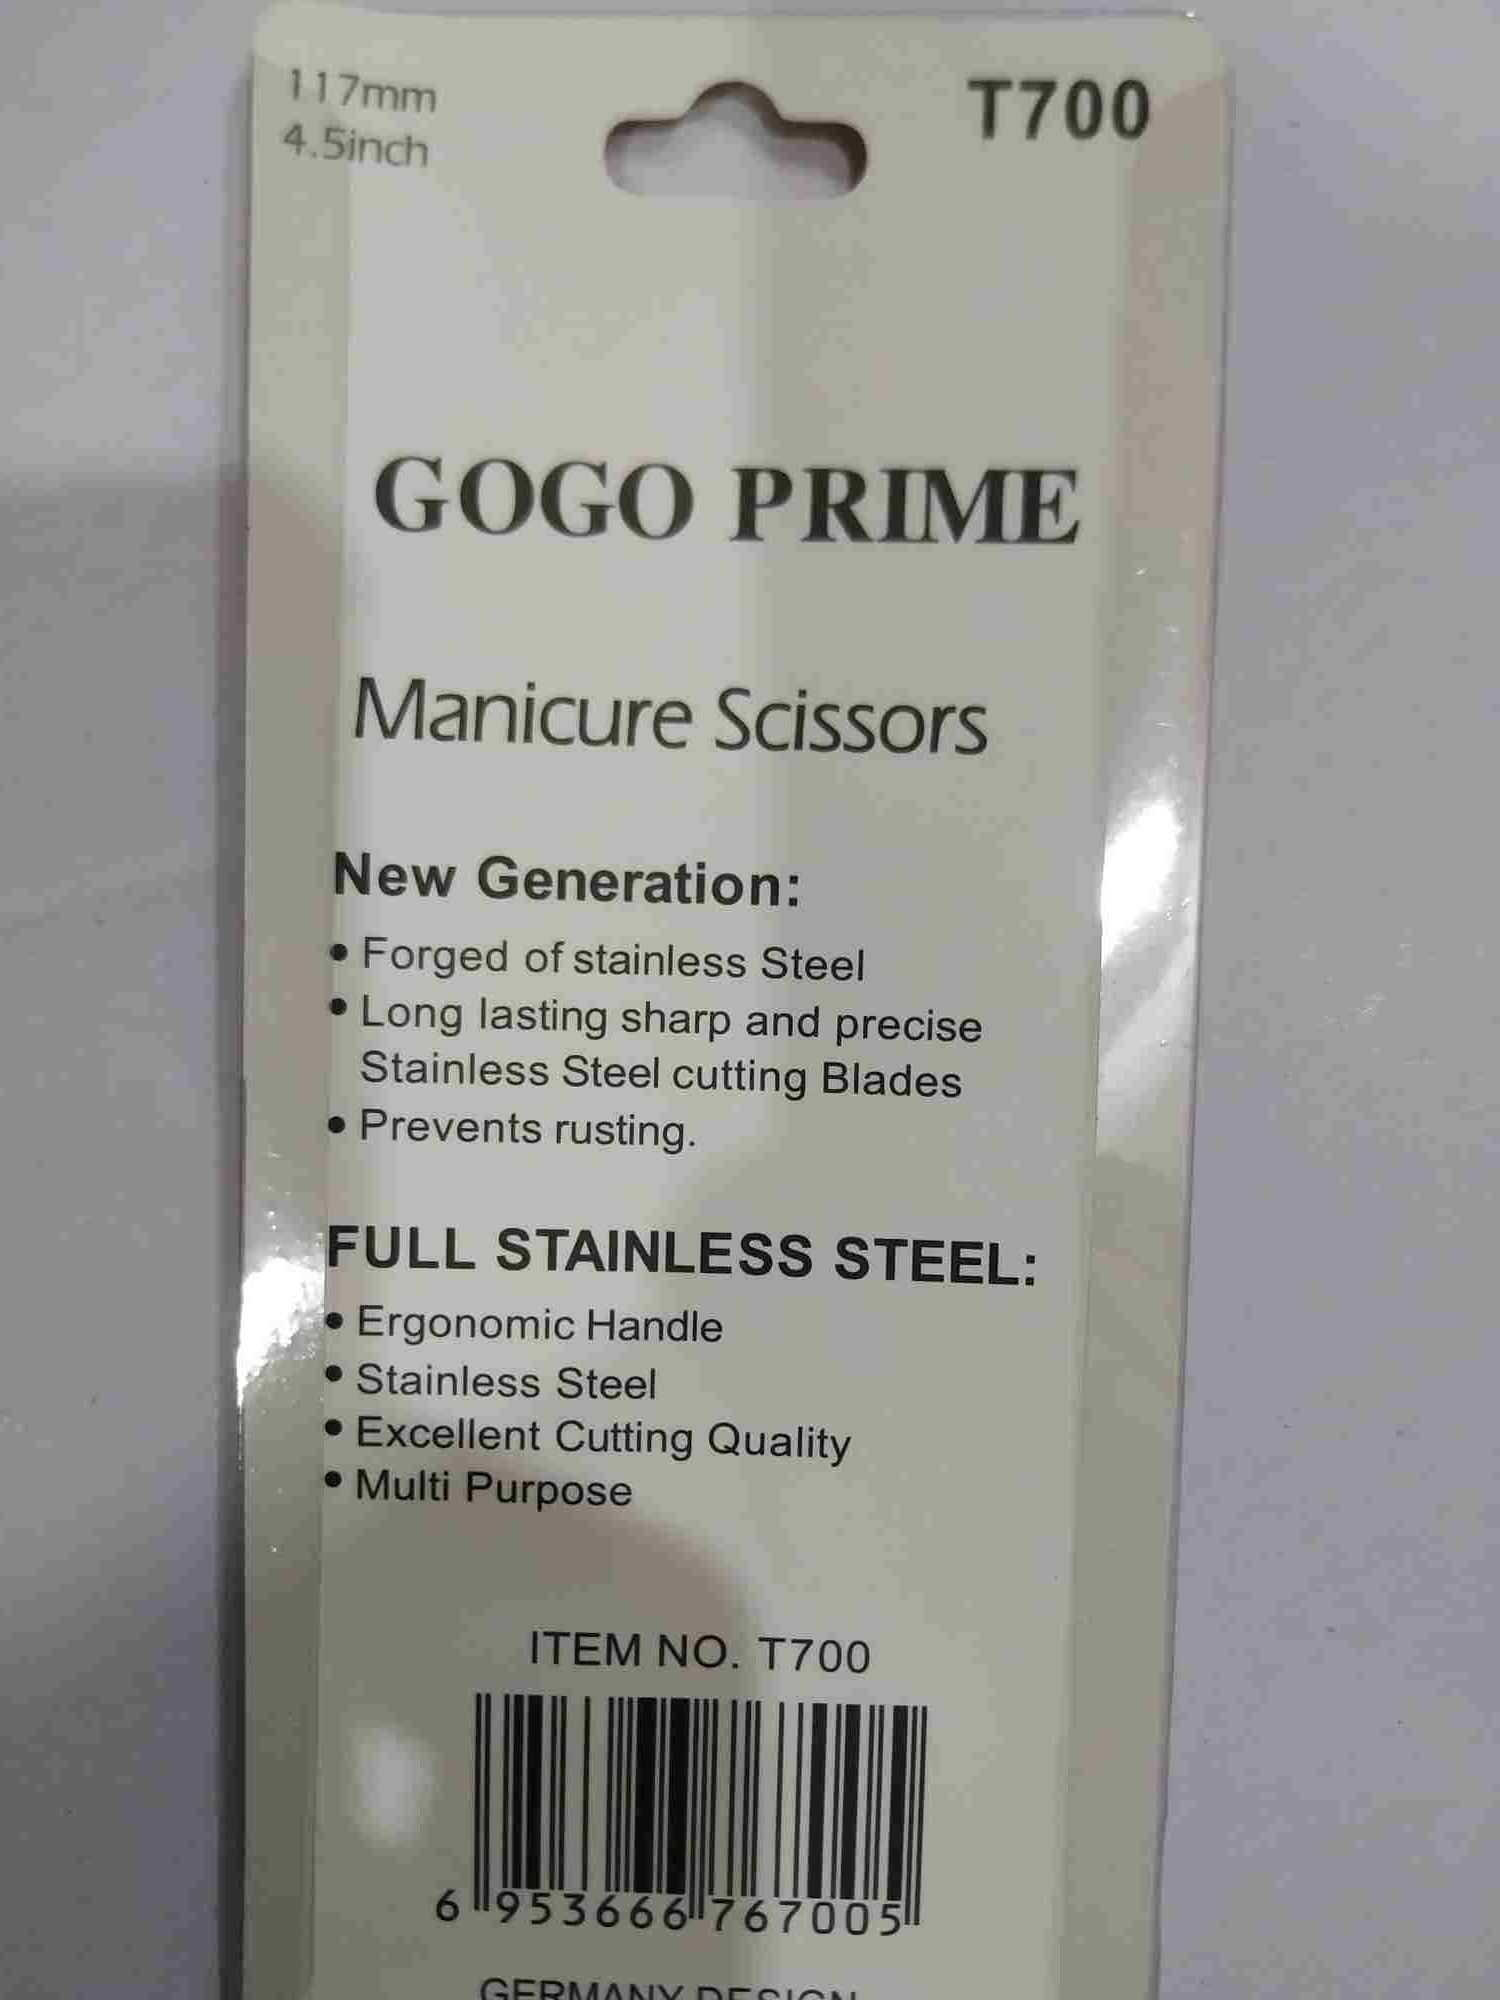 117mm
4.5inch
T700
GOGO PRIME
Manicure Scissors
New Generation:
• Forged of stainless Steel
• Long lasting sharp and precise
Stainless Steel cutting Blades
• Prevents rusting.
FULL STAINLESS STEEL:
• Ergonomic Handle
• Stainless Steel
• Excellent Cutting Quality
• Multi Purpose
ITEM NO. T700
6 953666 767005
GERMANY DESIGN